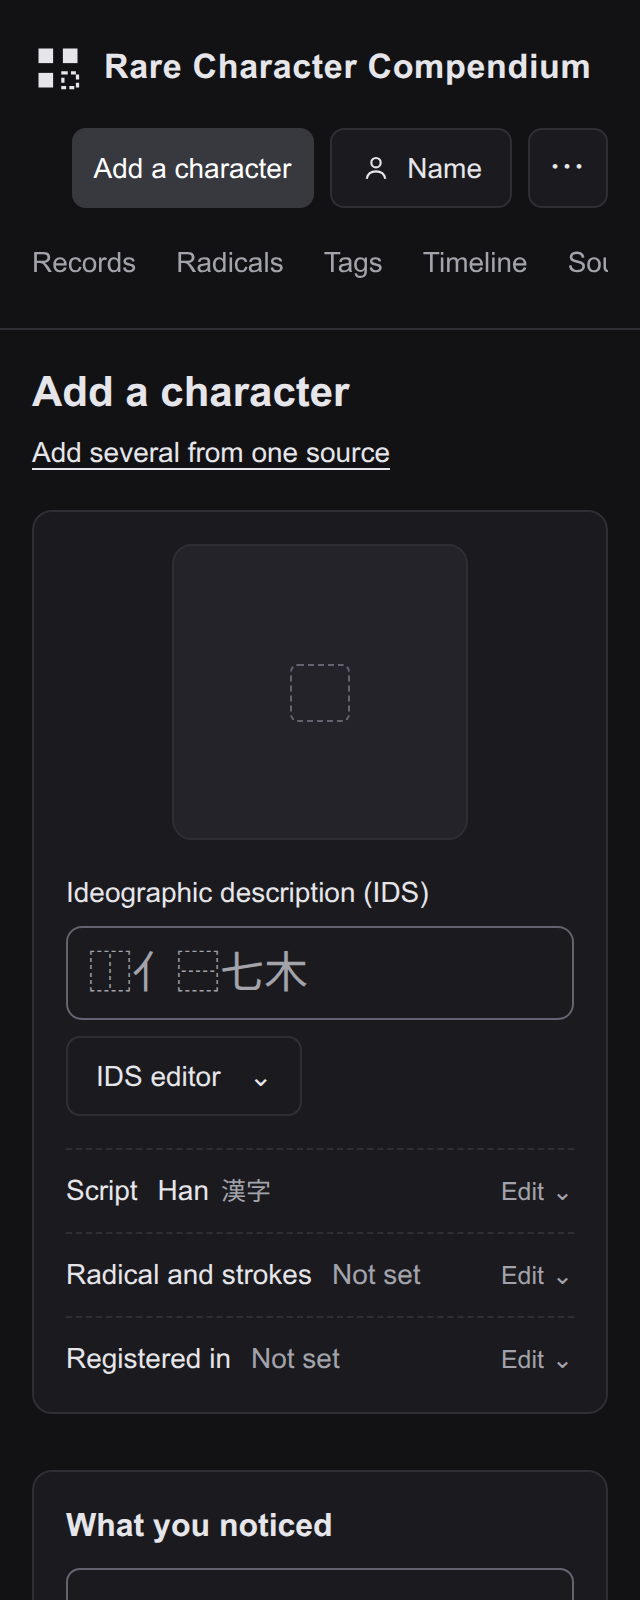 Rare Character Compendium
Add a character
Name
...
Records Radicals Tags Timeline Sou
Add a character
Add several from one source
Ideographic description (IDS)
⿰亻⿱七木
IDS editor
Script Han 漢字 Edit
Radical and strokes Not set Edit
Registered in Not set Edit
What you noticed